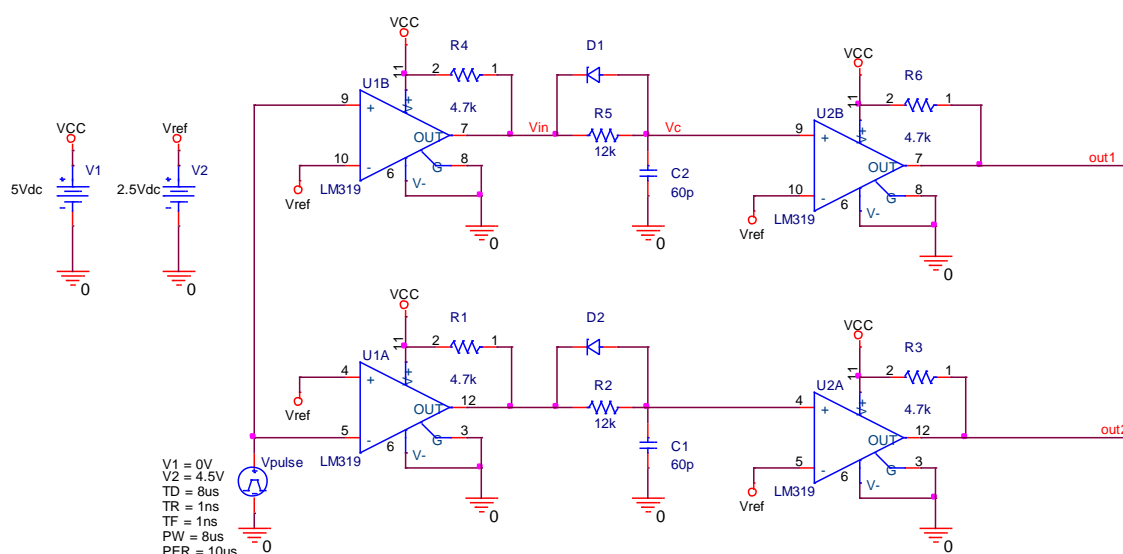 VCC
R4
D1
11
2
1
U1B
VCC
9
+
V+
4.7k
R6
11
2
1
U2B
VCC
Vref
OUT
7
Vin
R5
Vc
9
+
V+
4.7k
V1
V2
10
-
G
8
12k
OUT
7
out1
5Vdc
2.5Vdc
LM319
6
V-
C2
10
-
G
8
Vref
60p
LM319
6
V-
Vref
0
0
0
0
0
VCC
R1
D2
VCC
11
2
1
R3
U1A
11
2
1
4
+
V+
4.7k
U2A
Vref
OUT
12
R2
4
+
V+
4.7k
5
-
G
3
12k
OUT
12
out2
LM319
6
V-
C1
5
-
G
3
Vpulse
60p
LM319
6
V-
V1 = 0V
V2 = 4.5V
Vref
TD = 8us
TR = 1ns
0
0
0
TF = 1ns
PW = 8us
0
PER = 10us